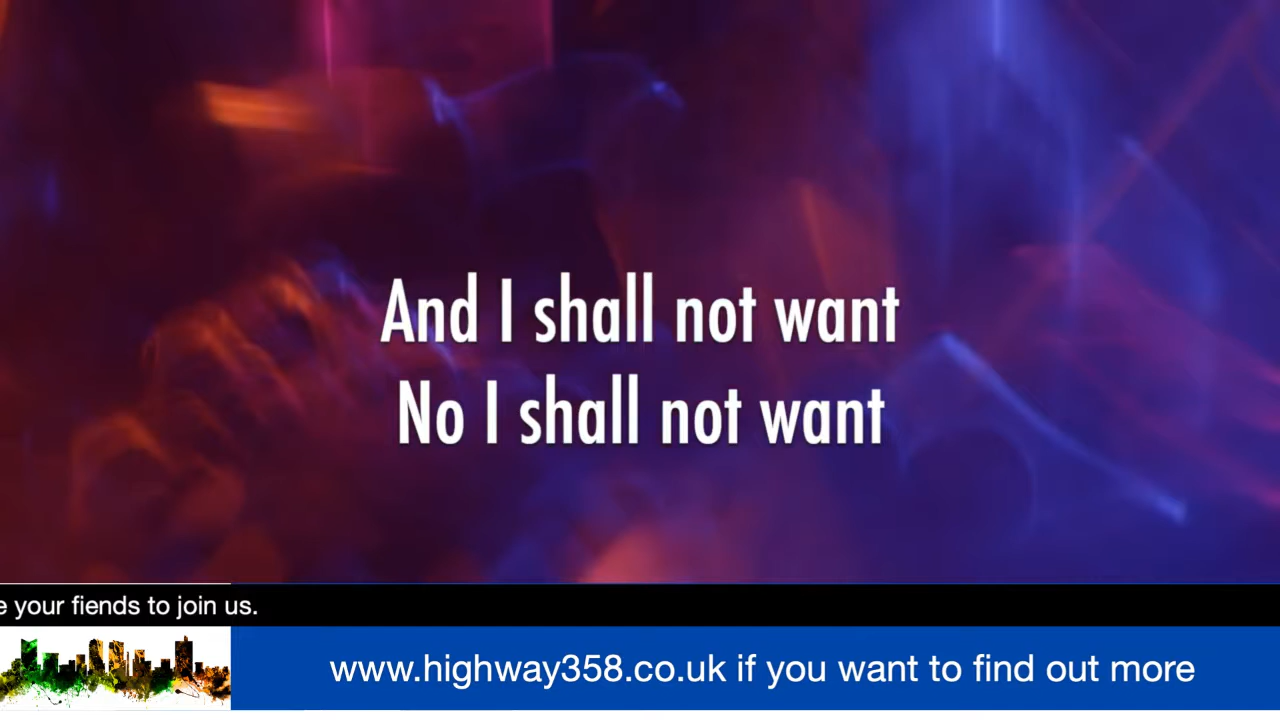 And I shall not want
No I shall not want
e your fiends to join us.
www.highway358.co.uk if you want to find out more